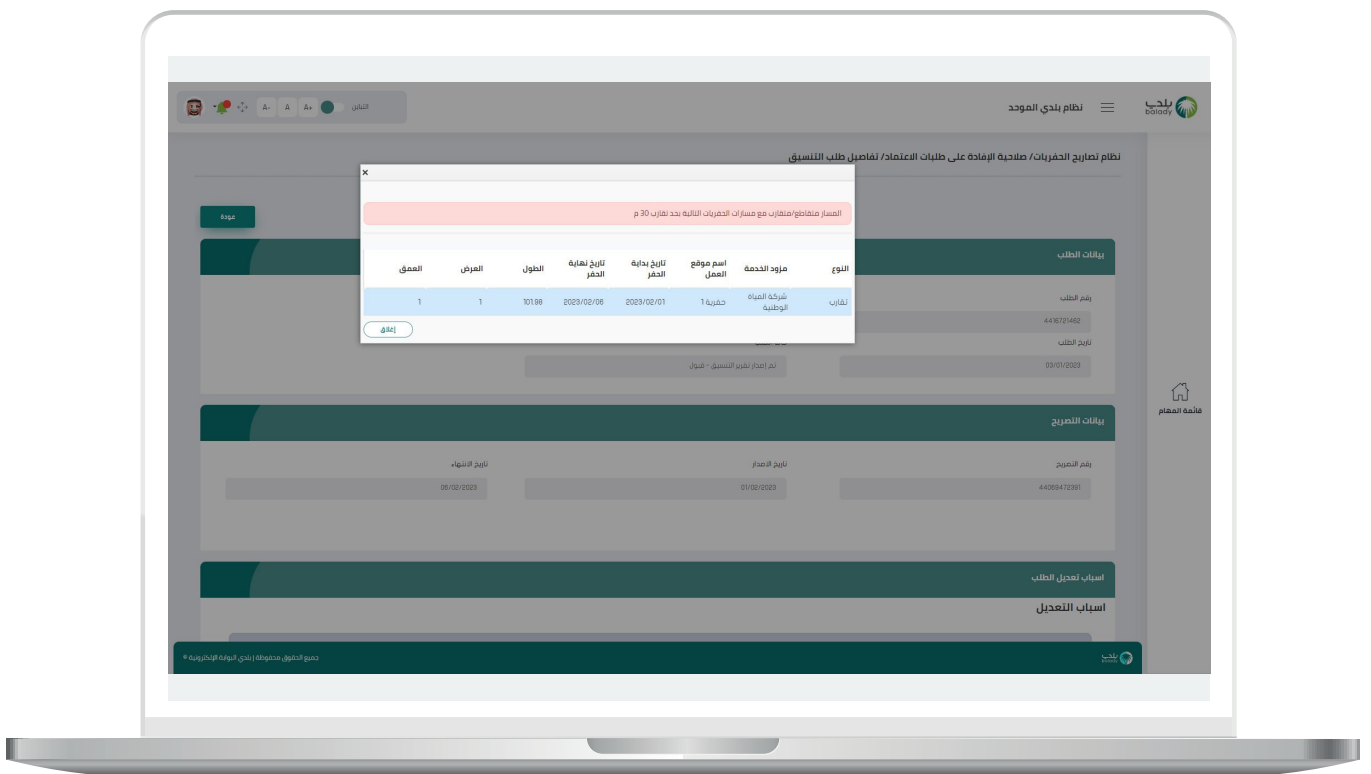 بلدي
balady
نظام بلدي الموحد
التباين
A+
A
A-
نظام تصاريح الحفريات/ صلاحية الإفادة على طلبات الاعتماد/ تفاصيل طلب التنسيق
عودة
×
المسار متقاطع/متقارب مع مسارات الحفريات التالية بحد تقارب 30 م
النوع مزود الخدمة اسم موقع العمل تاريخ بداية الحفر تاريخ نهاية الحفر الطول العرض العمق
تقارب شركة المياه الوطنية حفرية 1 2023/02/01 2023/02/06 101.98 1 1
إغلاق
بيانات الطلب
رقم الطلب
4416721462
تاريخ الطلب
03/01/2023
تم إصدار تقرير التنسيق - قبول
قائمة المهام
بيانات التصريح
رقم التصريح تاريخ الاصدار تاريخ الانتهاء
44069472391 01/02/2023 06/02/2023
اسباب تعديل الطلب
اسباب التعديل
بلدي
balady
جميع الحقوق محفوظة | بلدي البوابة الإلكترونية ©